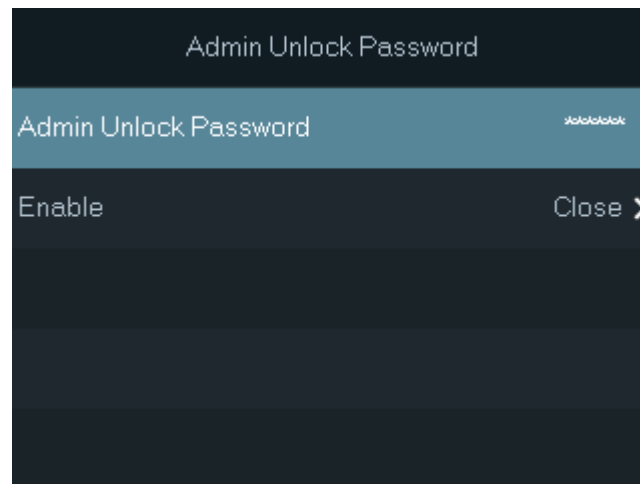 Admin Unlock Password
Admin Unlock Password *******
Enable Close >